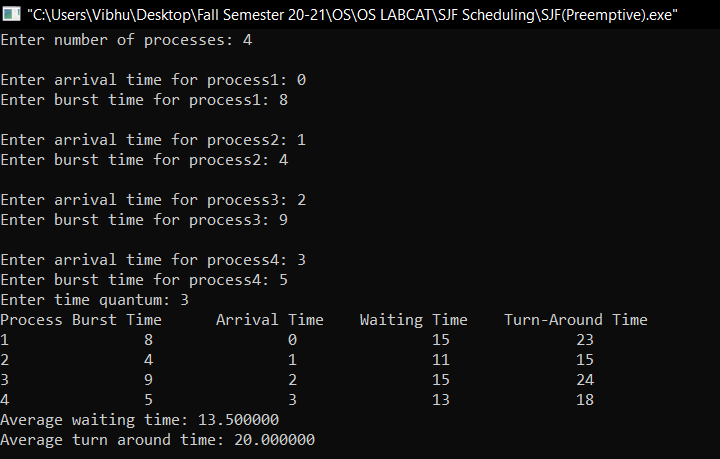 "C:\Users\Vibhu\Desktop\Fall Semester 20-21\OS\OS LABCAT\SJF Scheduling\SJF(Preemptive).exe"
Enter number of processes: 4
Enter arrival time for process1: 0
Enter burst time for process1: 8
Enter arrival time for process2: 1
Enter burst time for process2: 4
Enter arrival time for process3: 2
Enter burst time for process3: 9
Enter arrival time for process4: 3
Enter burst time for process4: 5
Enter time quantum: 3
Process Burst Time Arrival Time Waiting Time Turn-Around Time
1 8 0 15 23
2 4 1 11 15
3 9 2 15 24
4 5 3 13 18
Average waiting time: 13.500000
Average turn around time: 20.000000